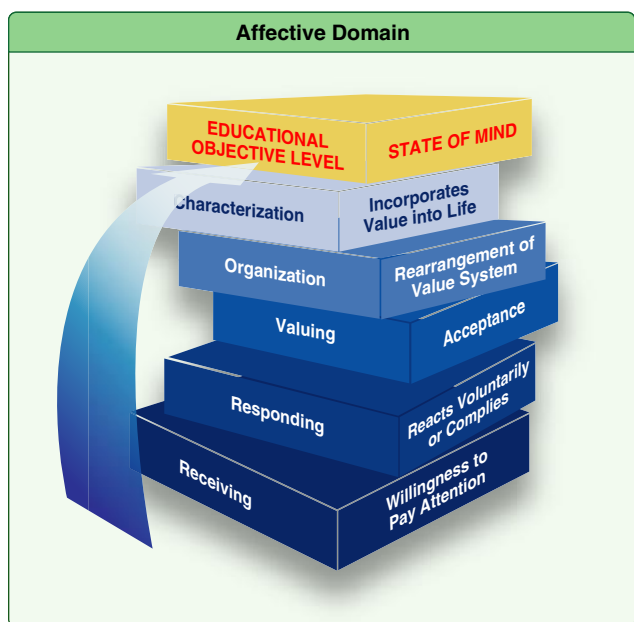 Affective Domain
EDUCATIONAL
OBJECTIVE LEVEL
STATE OF MIND
Characterization
Incorporates
Value into Life
Organization
Rearrangement of
Value System
Valuing
Acceptance
Responding
Reacts Voluntarily
or Complies
Receiving
Willingness to
Pay Attention